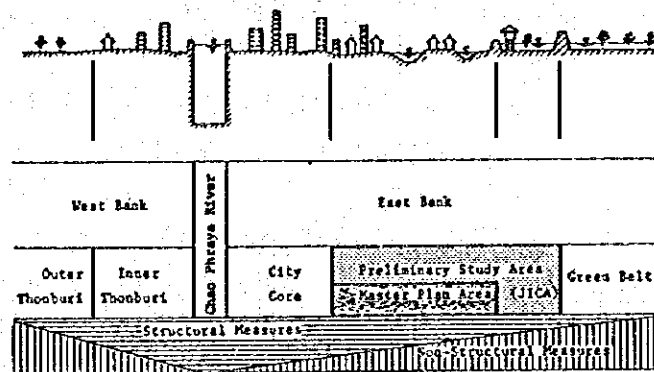 West Bank
Chao Phraya River
East Bank
Outer
Thonburi
Inner
Thonburi
City
Core
Preliminary Study Area
Master Plan Area
(JICA)
Green Belt
Structural Measures
Non-Structural Measures